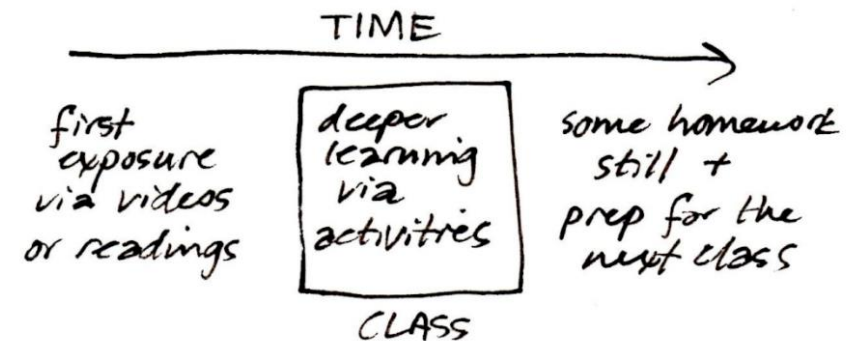 TIME
first
exposure
via videos
or readings
deeper
learning
via
activities
some homework
still +
prep for the
next class
CLASS